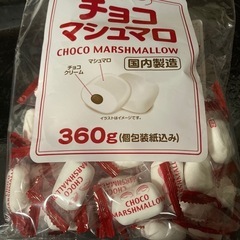 チョコ
マシュマロ
CHOCO MARSHMALLOW
マシュマロ
チョコ
クリーム
国内製造
イラストはイメージです。
360g(個包装紙込み)
CHOCO
MARSHMALLOW